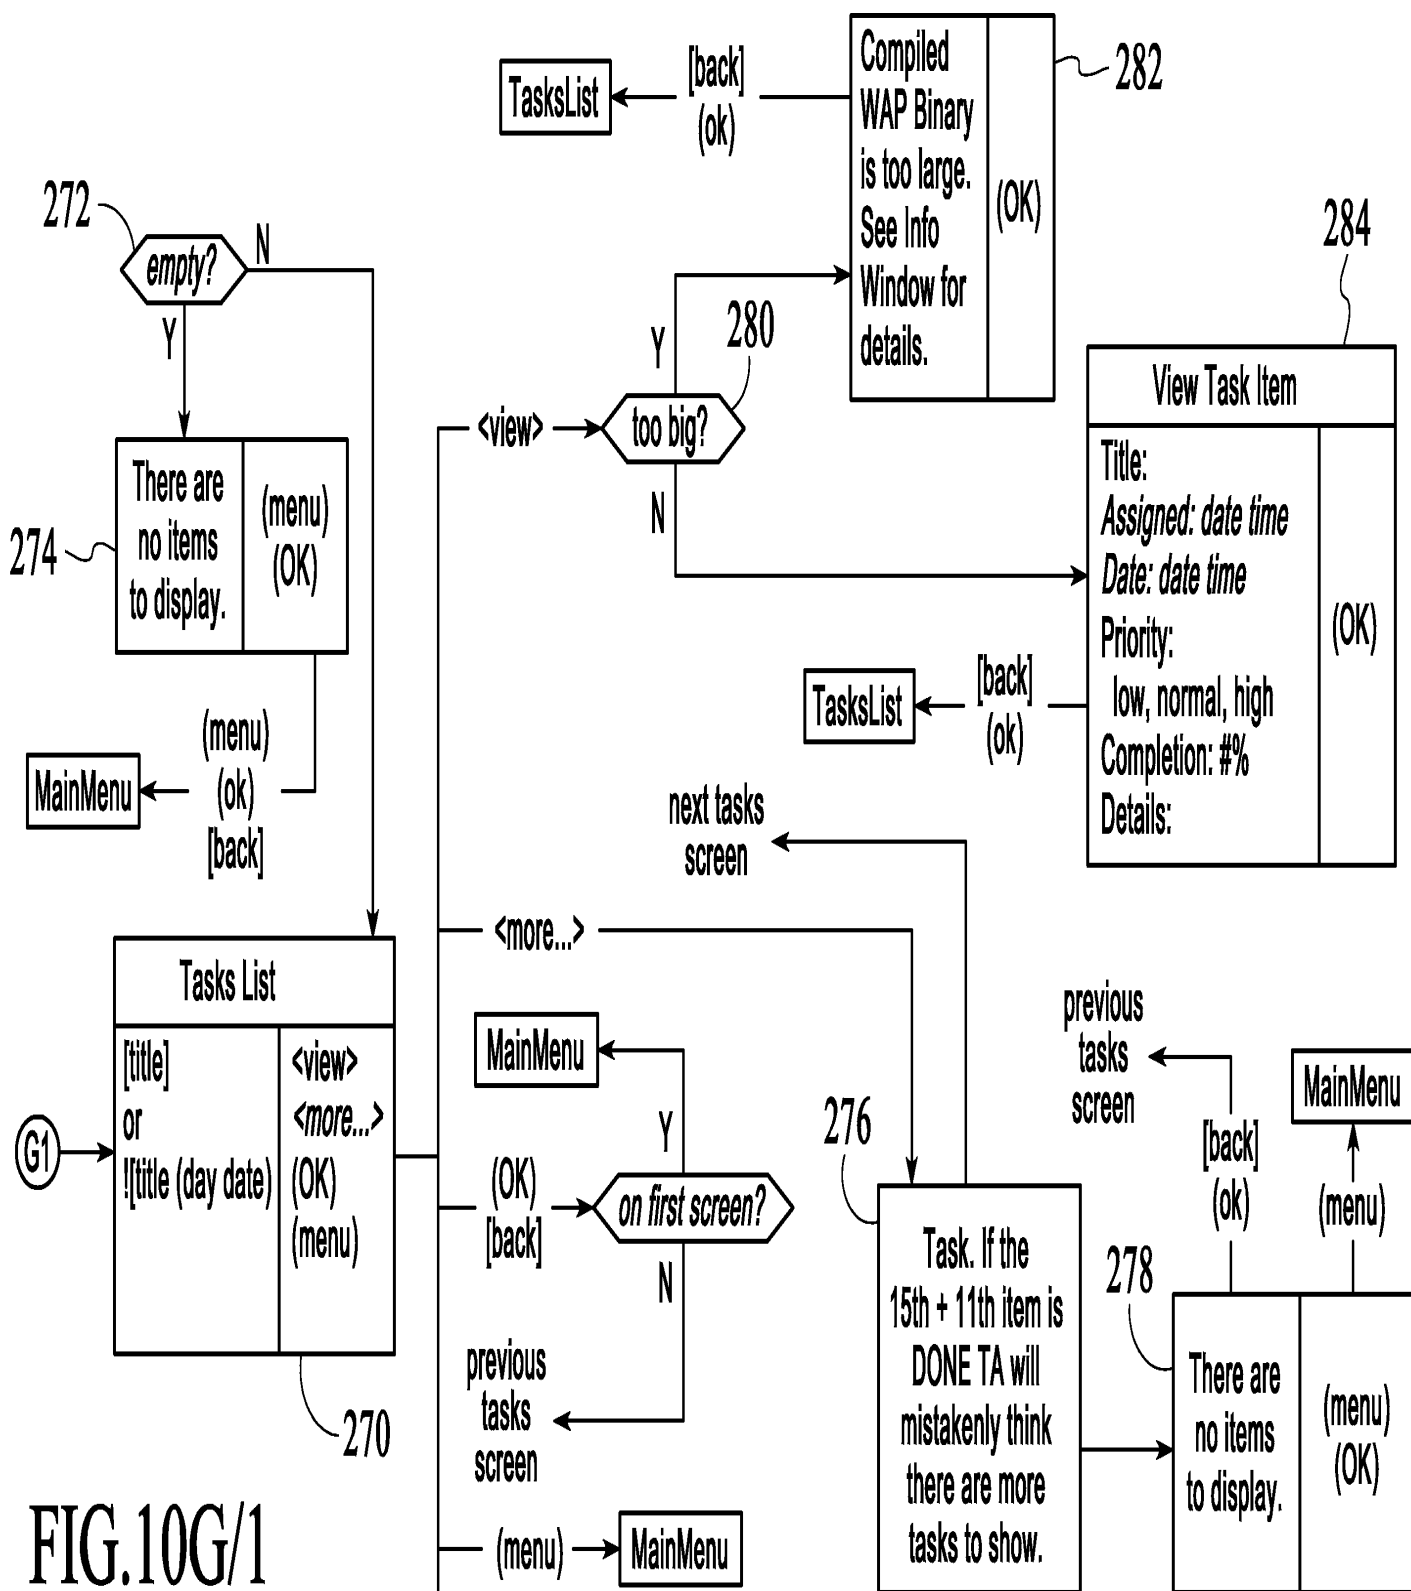 TasksList
[back]
(ok)
Compiled
WAP Binary
is too large.
See Info
Window for
details.
(OK)
282
272
empty?
N
Y
284
280
Y
too big?
N
<view>
There are
no items
to display.
(menu)
(OK)
274
View Task Item
Title:
Assigned: date time
Date: date time
Priority:
low, normal, high
Completion: #%
Details:
(OK)
TasksList
[back]
(ok)
MainMenu
(menu)
(ok)
[back]
next tasks
screen
<more...>
Tasks List
[title]
or
![title (day date)
<view>
<more...>
(OK)
(menu)
G1
270
MainMenu
Y
(OK)
[back]
on first screen?
N
previous
tasks
screen
(menu)
MainMenu
276
Task. If the
15th + 11th item is
DONE TA will
mistakenly think
there are more
tasks to show.
previous
tasks
screen
[back]
(ok)
MainMenu
(menu)
278
There are
no items
to display.
(menu)
(OK)
FIG.10G/1